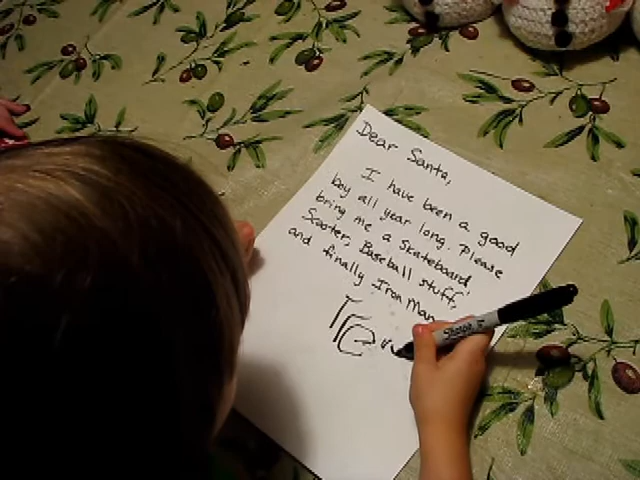 Dear Santa,
I have been a good
boy all year long. Please
bring me a Skateboard
Scooter, Baseball stuff,
and finally Iron Man
Sharpie